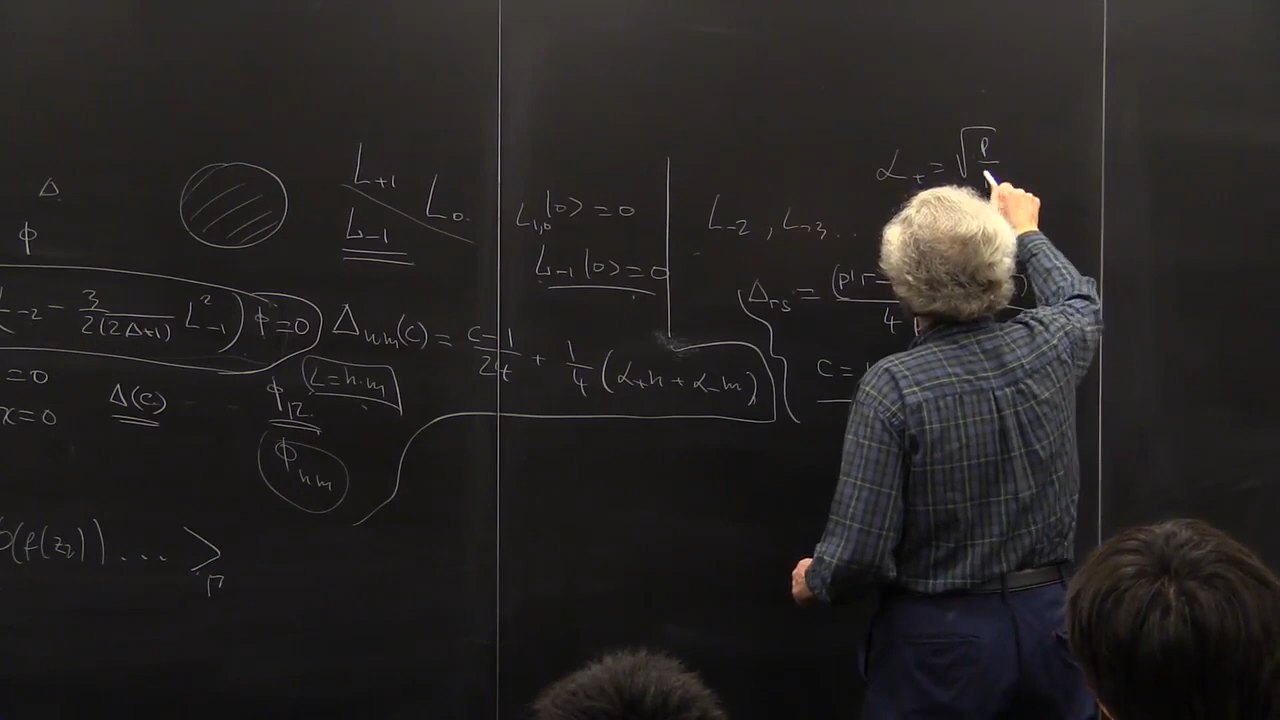 Δ
φ
L₋₂ − 3/2(2Δ+1) L²₋₁) φ = 0
= 0
x = 0
Δ(c)
φ₁₂
L = n·m
φₙₘ
(f(z₂)) ... >
L₊₁
L₀
L₋₁
Δₙₘ(c) = c−1/24 + 1/4 (α₊n + α₋m)
L₁,₀|0> = 0
L₋₁|0> = 0
L₋₂, L₋₃ ..
α₊ = √p
Δᵣₛ = (p'r−
4
c = 1